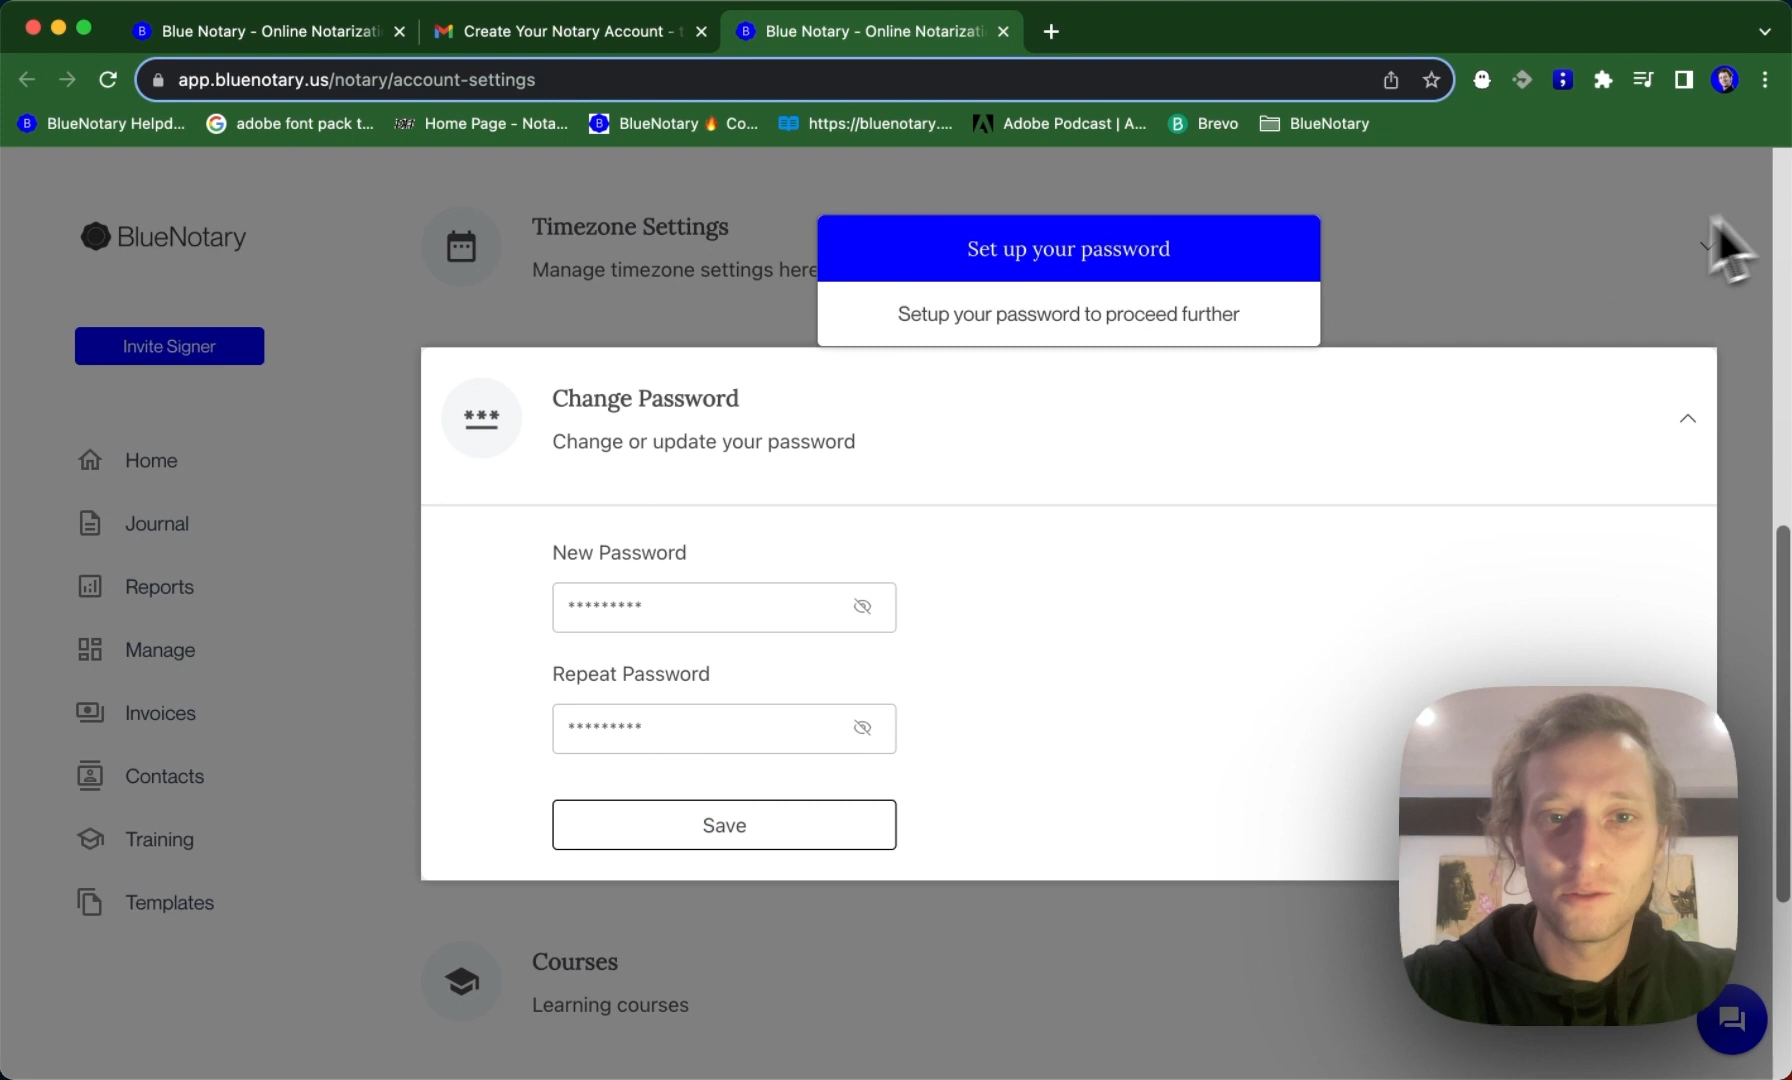 Blue Notary - Online Notarizati
Create Your Notary Account - t
Blue Notary - Online Notarizati
app.bluenotary.us/notary/account-settings
BlueNotary Helpd...
adobe font pack t...
Home Page - Nota...
BlueNotary 🔥 Co...
https://bluenotary....
Adobe Podcast | A...
Brevo
BlueNotary
BlueNotary
Invite Signer
Home
Journal
Reports
Manage
Invoices
Contacts
Training
Templates
Timezone Settings
Manage timezone settings here
Set up your password
Setup your password to proceed further
Change Password
Change or update your password
New Password
*********
Repeat Password
*********
Save
Courses
Learning courses